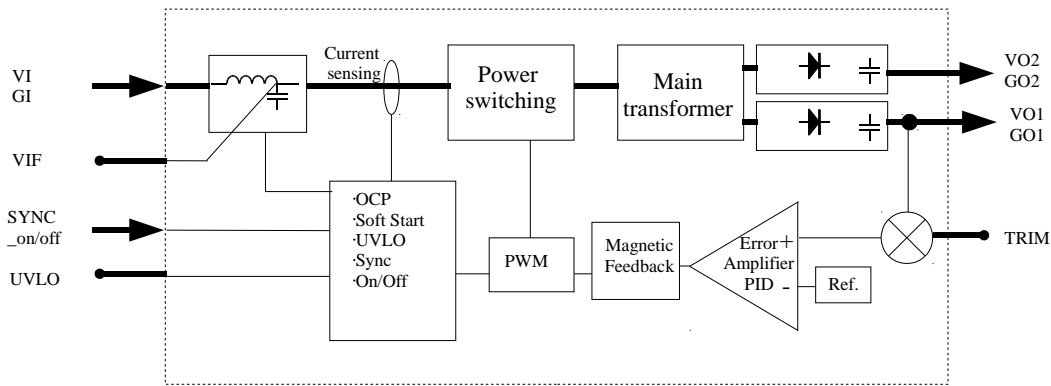 VI
GI
VIF
SYNC
_on/off
UVLO
Current
sensing
Power
switching
Main
transformer
VO2
GO2
VO1
GO1
·OCP
·Soft Start
·UVLO
·Sync
·On/Off
PWM
Magnetic
Feedback
Error+
Amplifier
PID -
Ref.
TRIM